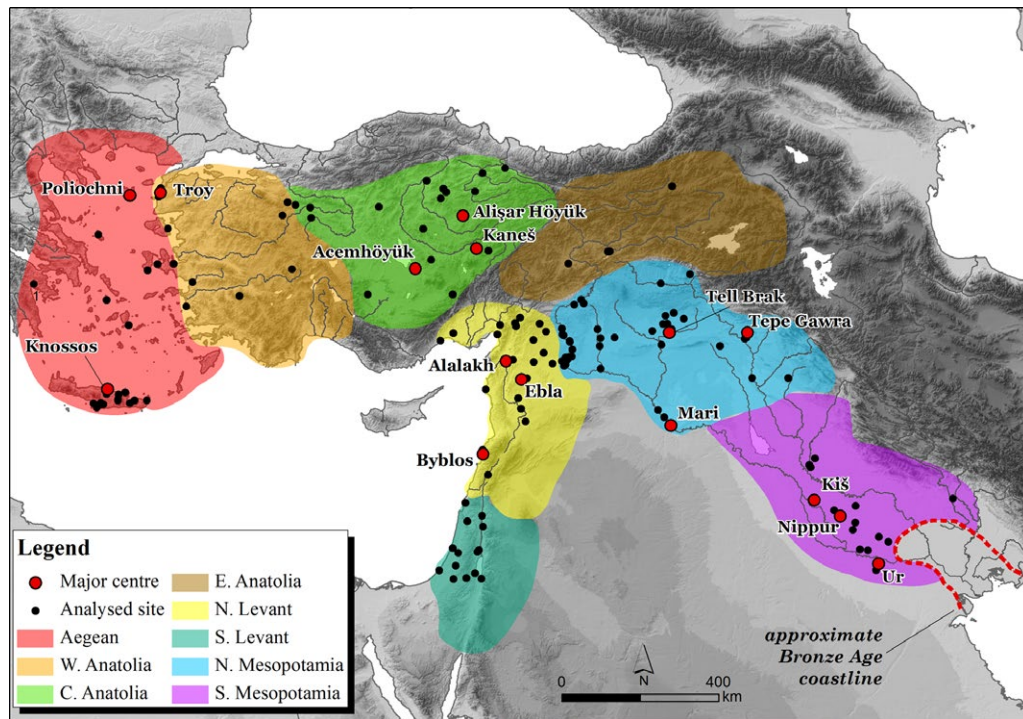 Poliochni
Troy
Alişar Höyük
Kaneš
Acemhöyük
Tell Brak
Tepe Gawra
Knossos
Alalakh
Ebla
Mari
Byblos
Kiš
Nippur
Ur
1
approximate
Bronze Age
coastline
Legend
Major centre
Analysed site
Aegean
W. Anatolia
C. Anatolia
E. Anatolia
N. Levant
S. Levant
N. Mesopotamia
S. Mesopotamia
N
0 200 400
km